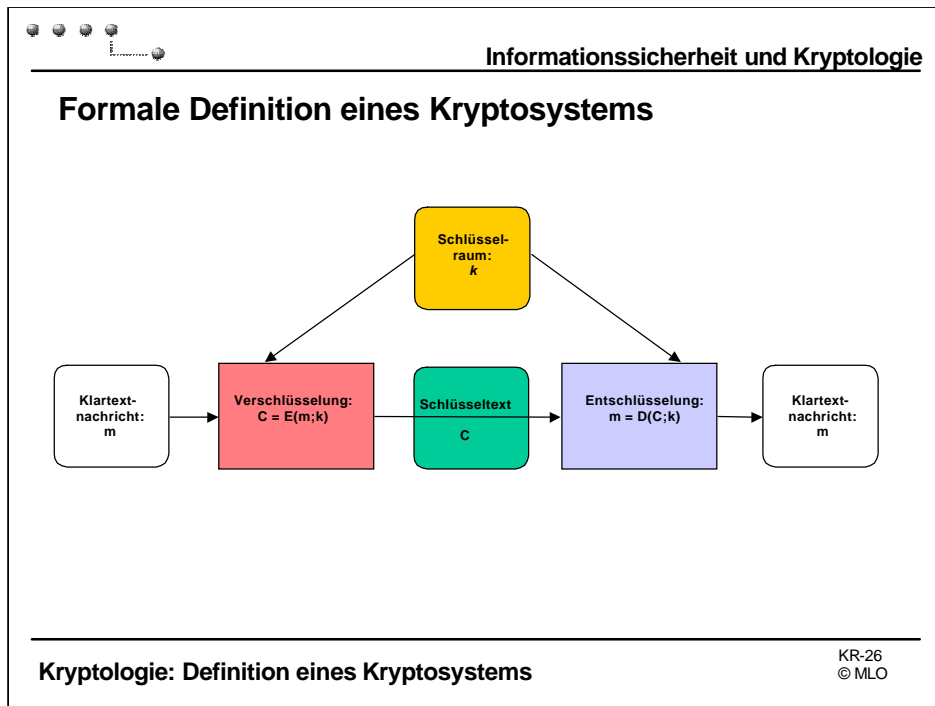 Informationssicherheit und Kryptologie
Formale Definition eines Kryptosystems
Schlüssel-
raum:
k
Klartext-
nachricht:
m
Verschlüsselung:
C = E(m;k)
Schlüsseltext
C
Entschlüsselung:
m = D(C;k)
Klartext-
nachricht:
m
Kryptologie: Definition eines Kryptosystems
KR-26
© MLO